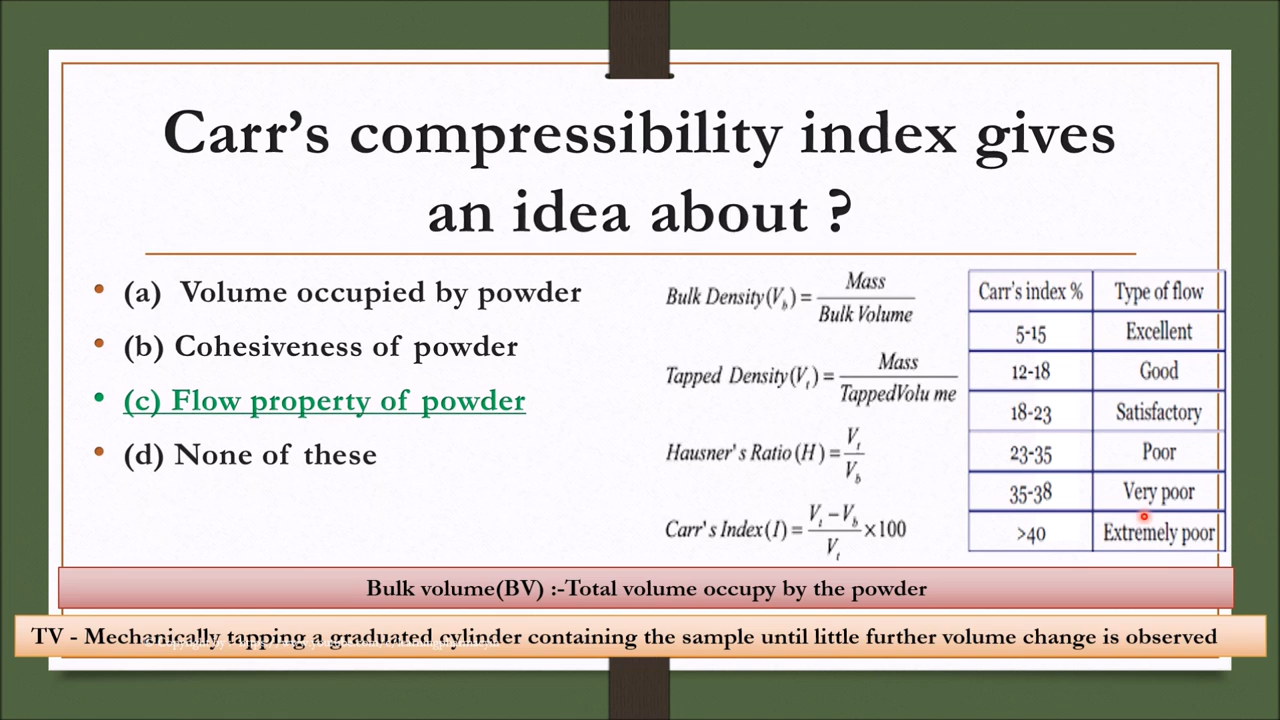 Carr's compressibility index gives
an idea about ?
(a) Volume occupied by powder
(b) Cohesiveness of powder
(c) Flow property of powder
(d) None of these
Bulk Density(V_b) = Mass / Bulk Volume
Tapped Density(V_t) = Mass / TappedVolu me
Hausner's Ratio (H) = V_t / V_b
Carr's Index(I) = V_t − V_b / V_t ×100
Carr's index % Type of flow
5-15 Excellent
12-18 Good
18-23 Satisfactory
23-35 Poor
35-38 Very poor
>40 Extremely poor
Bulk volume(BV) :-Total volume occupy by the powder
TV - Mechanically tapping a graduated cylinder containing the sample until little further volume change is observed